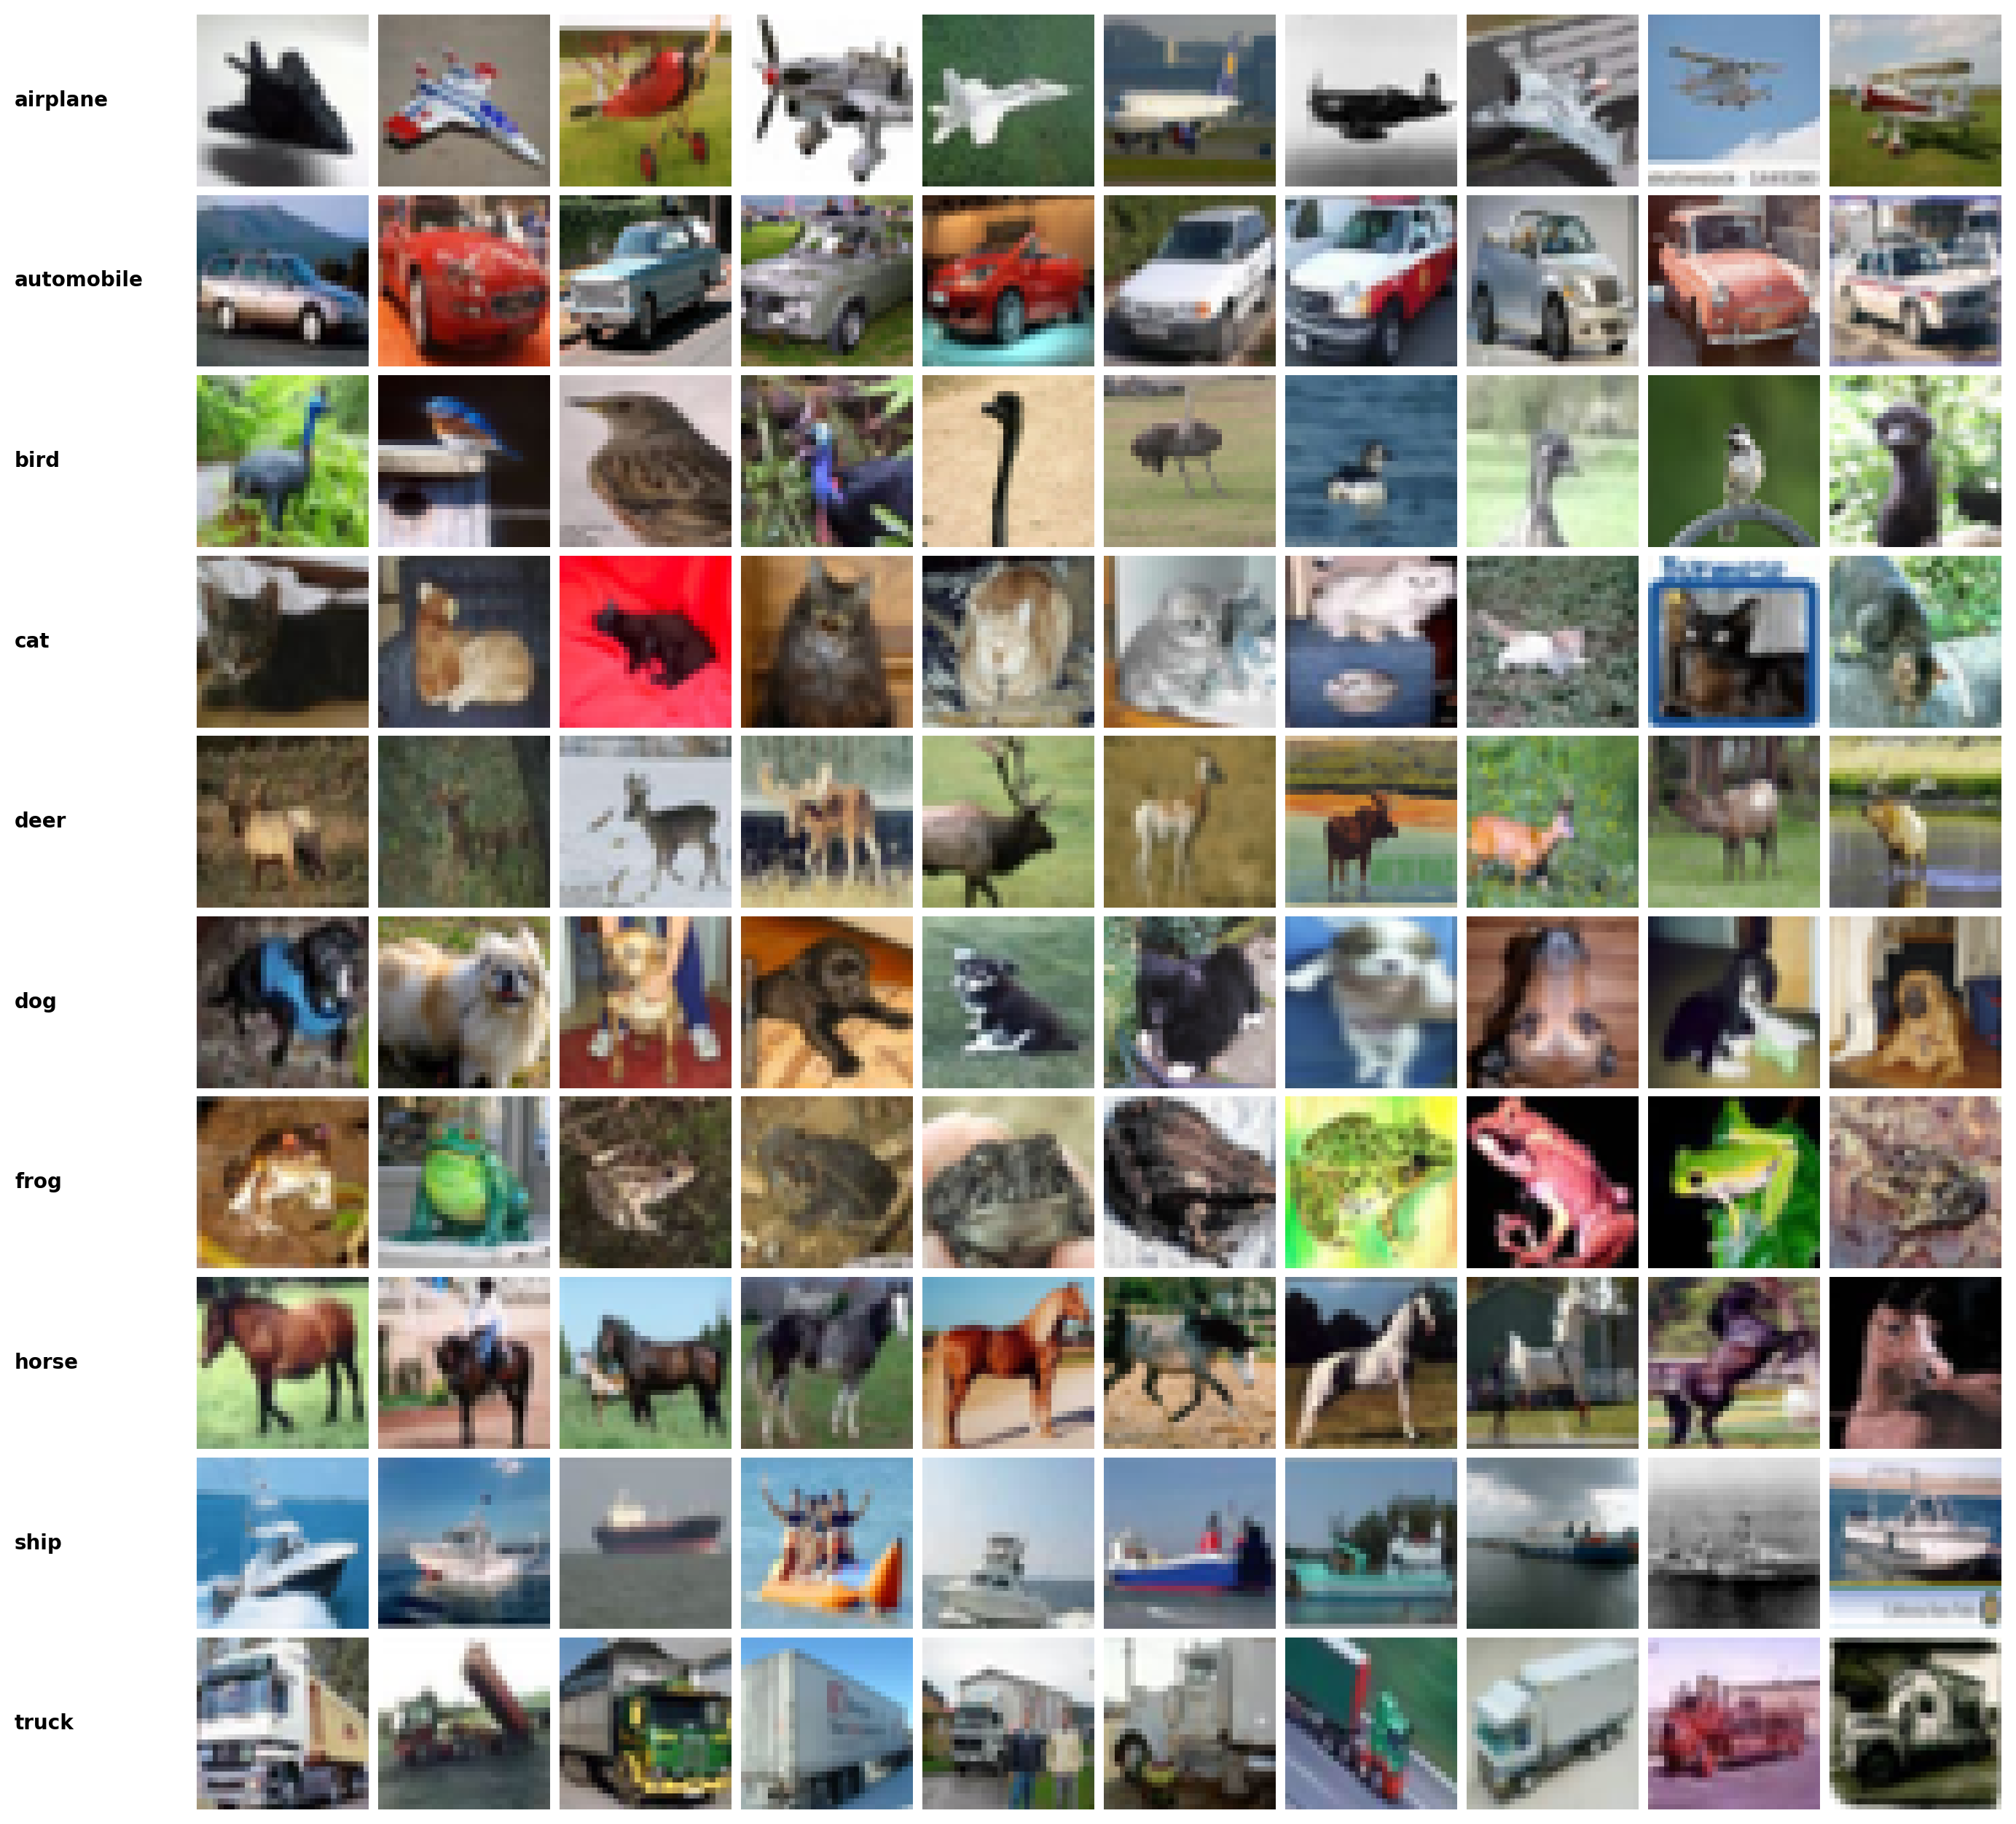 airplane
automobile
bird
cat
deer
dog
frog
horse
ship
truck